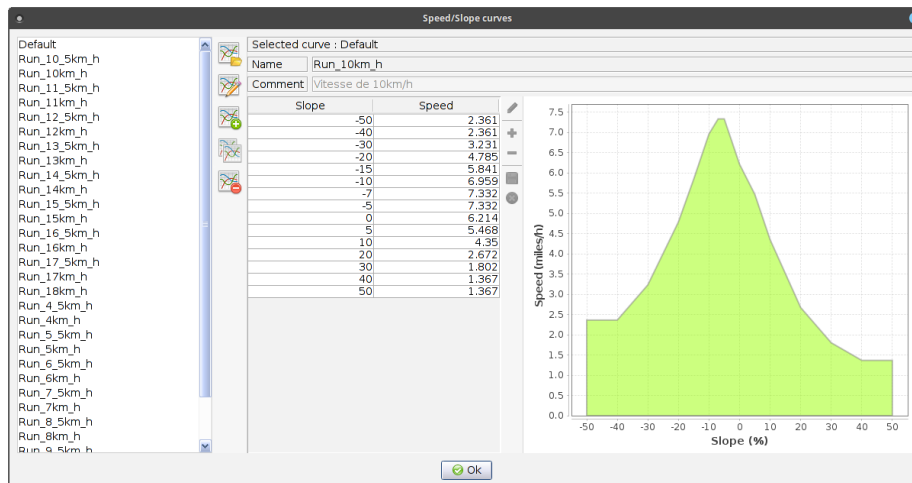 Speed/Slope curves
Default
Run_10_5km_h
Run_10km_h
Run_11_5km_h
Run_11km_h
Run_12_5km_h
Run_12km_h
Run_13_5km_h
Run_13km_h
Run_14_5km_h
Run_14km_h
Run_15_5km_h
Run_15km_h
Run_16_5km_h
Run_16km_h
Run_17_5km_h
Run_17km_h
Run_18km_h
Run_4_5km_h
Run_4km_h
Run_5_5km_h
Run_5km_h
Run_6_5km_h
Run_6km_h
Run_7_5km_h
Run_7km_h
Run_8_5km_h
Run_8km_h
Run_9_5km_h
Selected curve : Default
Name Run_10km_h
Comment Vitesse de 10km/h
Slope Speed
-50 2.361
-40 2.361
-30 3.231
-20 4.785
-15 5.841
-10 6.959
-7 7.332
-5 7.332
0 6.214
5 5.468
10 4.35
20 2.672
30 1.802
40 1.367
50 1.367
Speed (miles/h)
7.5
7.0
6.5
6.0
5.5
5.0
4.5
4.0
3.5
3.0
2.5
2.0
1.5
1.0
0.5
0.0
-50 -40 -30 -20 -10 0 10 20 30 40 50
Slope (%)
Ok